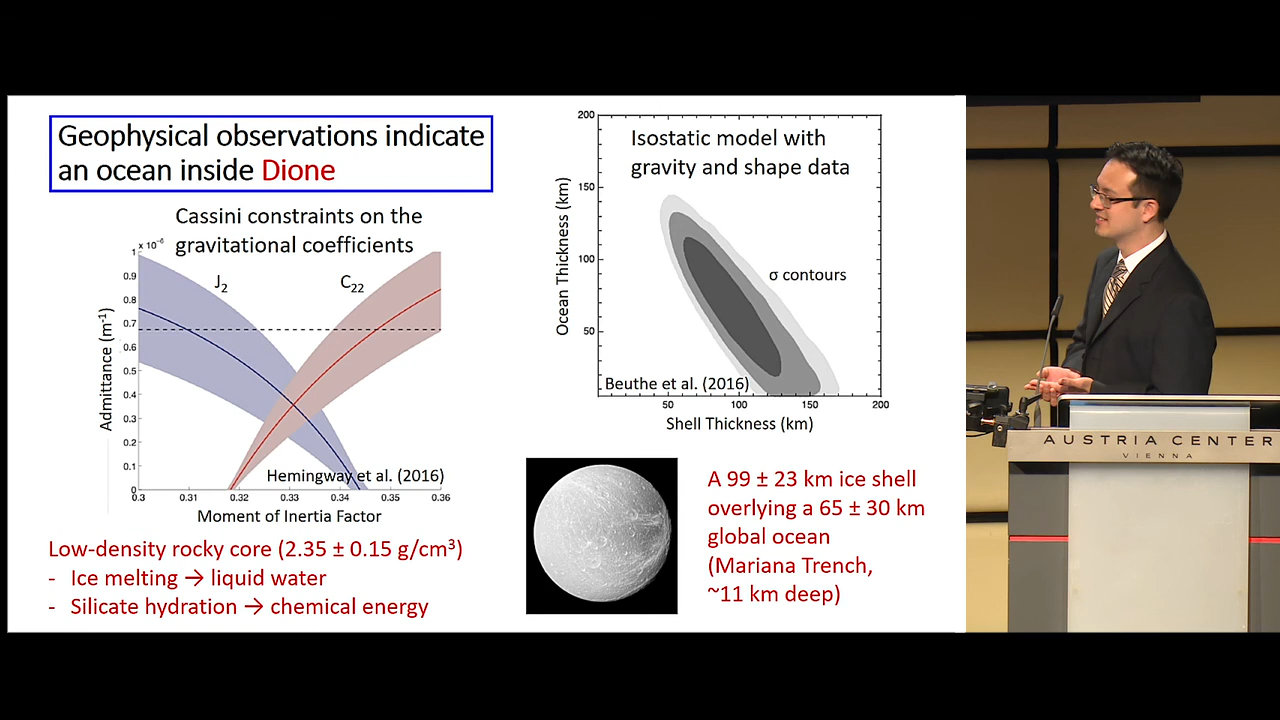 Geophysical observations indicate
an ocean inside Dione
Cassini constraints on the
gravitational coefficients
x 10⁻⁶
J₂
C₂₂
Admittance (m⁻¹)
1
0.9
0.8
0.7
0.6
0.5
0.4
0.3
0.2
0.1
0
Hemingway et al. (2016)
0.3 0.31 0.32 0.33 0.34 0.35 0.36
Moment of Inertia Factor
Low-density rocky core (2.35 ± 0.15 g/cm³)
- Ice melting → liquid water
- Silicate hydration → chemical energy
Isostatic model with
gravity and shape data
σ contours
Ocean Thickness (km)
200
150
100
50
Beuthe et al. (2016)
50 100 150 200
Shell Thickness (km)
A 99 ± 23 km ice shell
overlying a 65 ± 30 km
global ocean
(Mariana Trench,
~11 km deep)
AUSTRIA CENTER
VIENNA